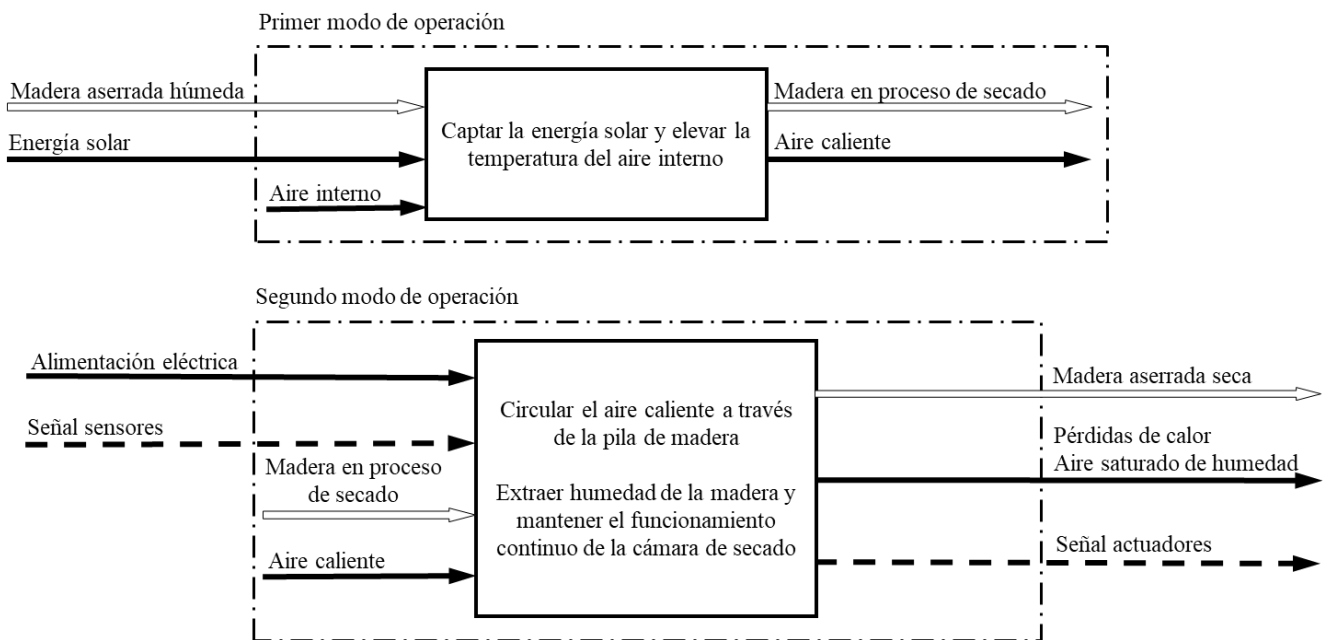 Primer modo de operación
Madera aserrada húmeda
Energía solar
Aire interno
Captar la energía solar y elevar la
temperatura del aire interno
Madera en proceso de secado
Aire caliente
Segundo modo de operación
Alimentación eléctrica
Señal sensores
Madera en proceso
de secado
Aire caliente
Circular el aire caliente a través
de la pila de madera
Extraer humedad de la madera y
mantener el funcionamiento
continuo de la cámara de secado
Madera aserrada seca
Pérdidas de calor
Aire saturado de humedad
Señal actuadores